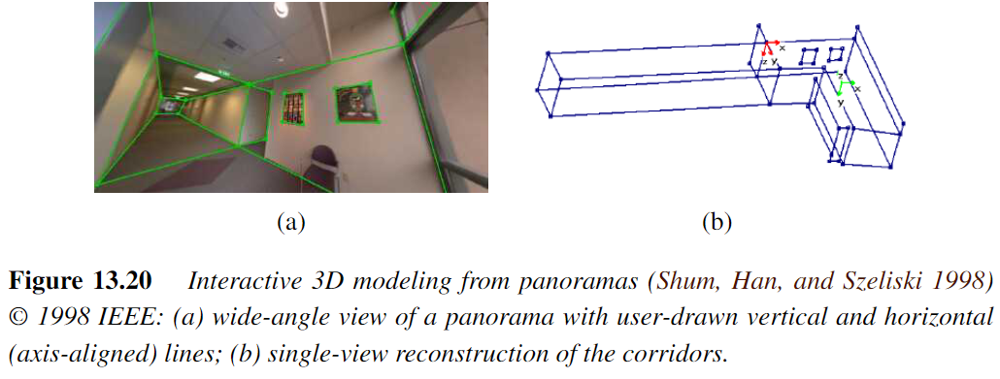 x
z y
z
x
y
(a)
(b)
Figure 13.20 Interactive 3D modeling from panoramas (Shum, Han, and Szeliski 1998)
© 1998 IEEE: (a) wide-angle view of a panorama with user-drawn vertical and horizontal
(axis-aligned) lines; (b) single-view reconstruction of the corridors.